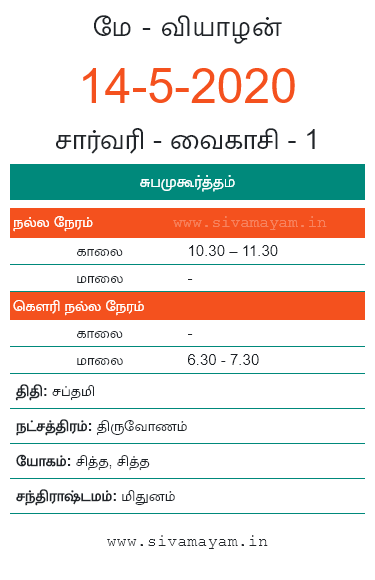 மே - வியாழன்
14-5-2020
சார்வரி - வைகாசி - 1
சுபமுகூர்த்தம்
நல்ல நேரம் www.sivamayam.in
காலை 10.30 – 11.30
மாலை -
கௌரி நல்ல நேரம்
காலை -
மாலை 6.30 - 7.30
திதி: சப்தமி
நட்சத்திரம்: திருவோணம்
யோகம்: சித்த, சித்த
சந்திராஷ்டமம்: மிதுனம்
www.sivamayam.in